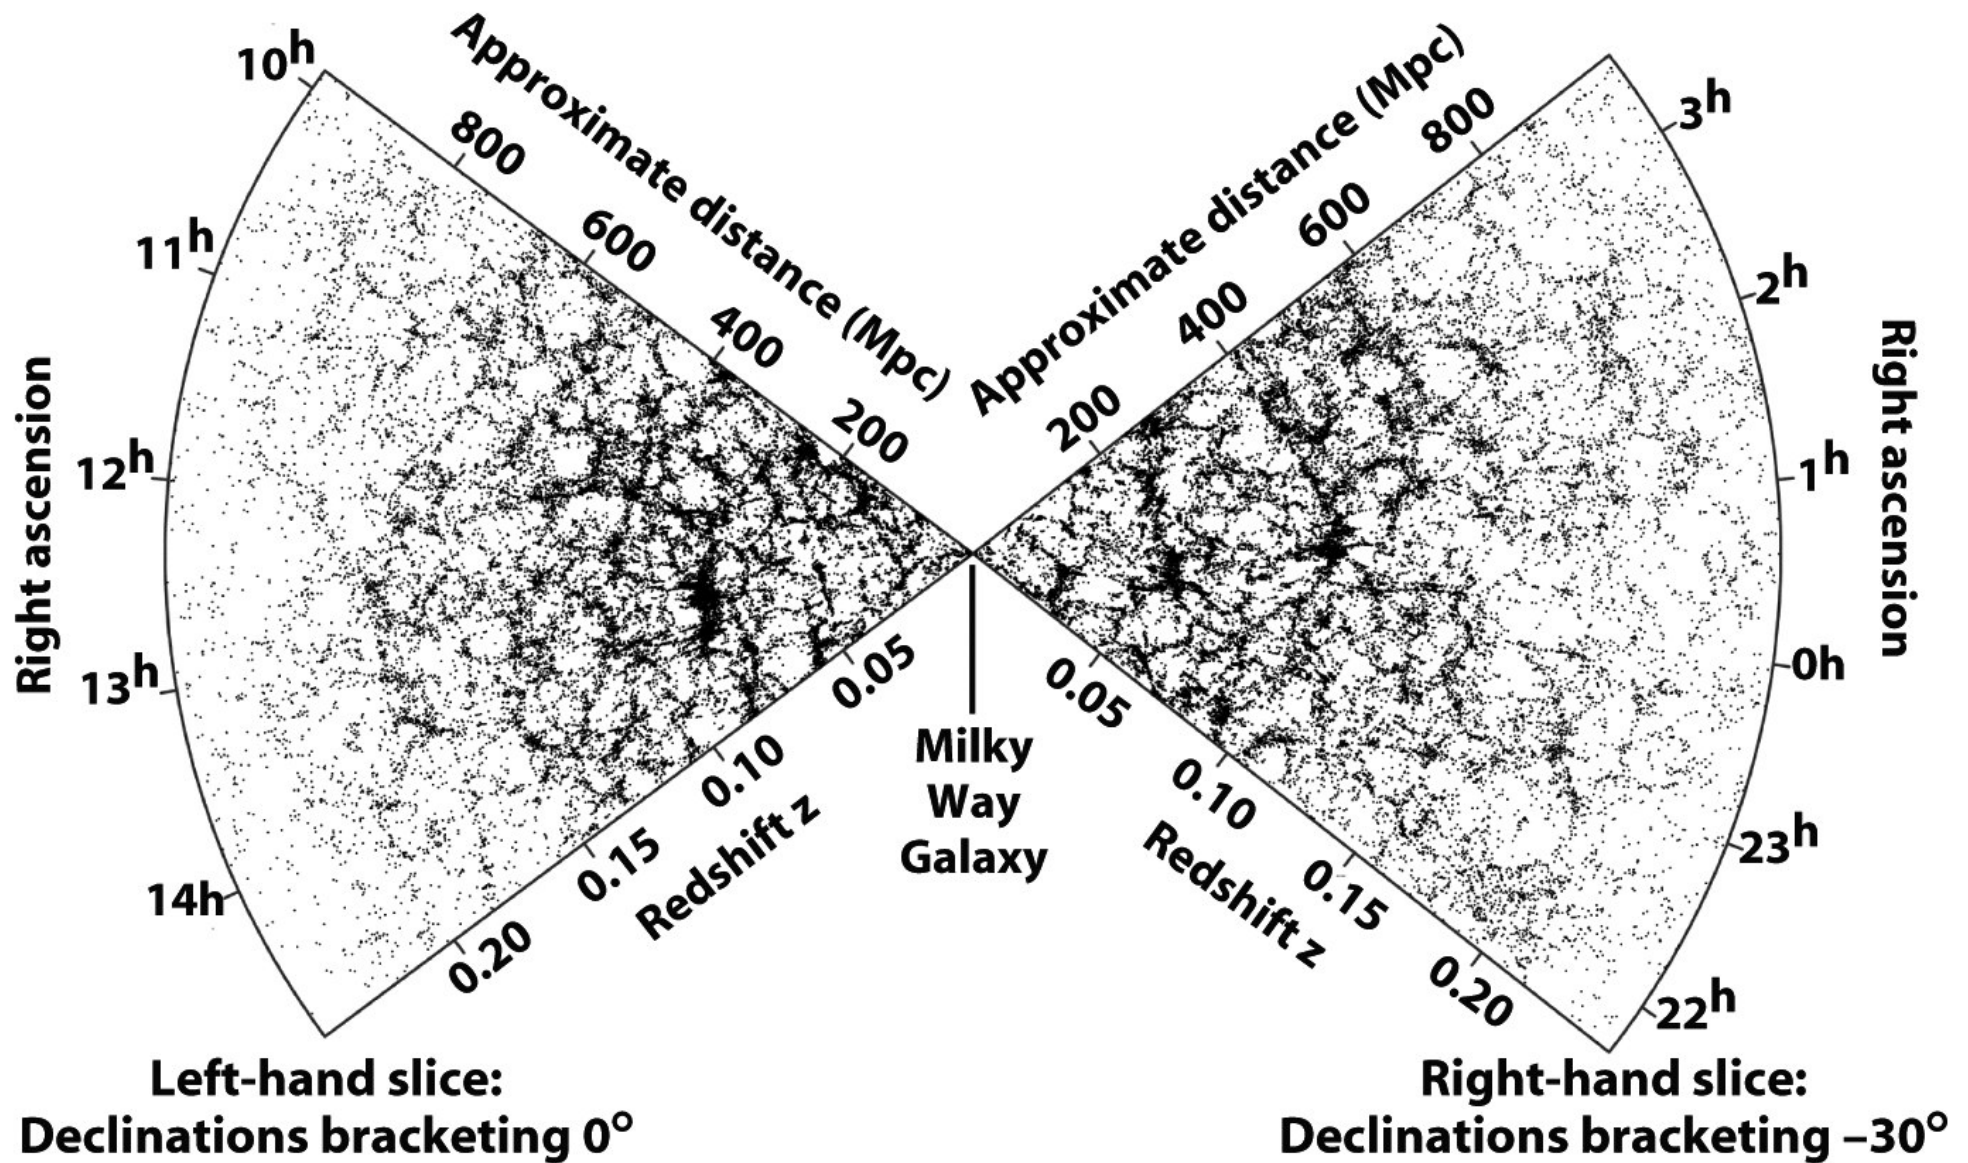 Approximate distance (Mpc)
800
600
400
200
Approximate distance (Mpc)
200
400
600
800
10h
11h
12h
13h
14h
Right ascension
3h
2h
1h
0h
23h
22h
Right ascension
0.05
0.10
0.15
0.20
Redshift z
0.05
0.10
0.15
0.20
Redshift z
Milky
Way
Galaxy
Left-hand slice:
Declinations bracketing 0°
Right-hand slice:
Declinations bracketing –30°